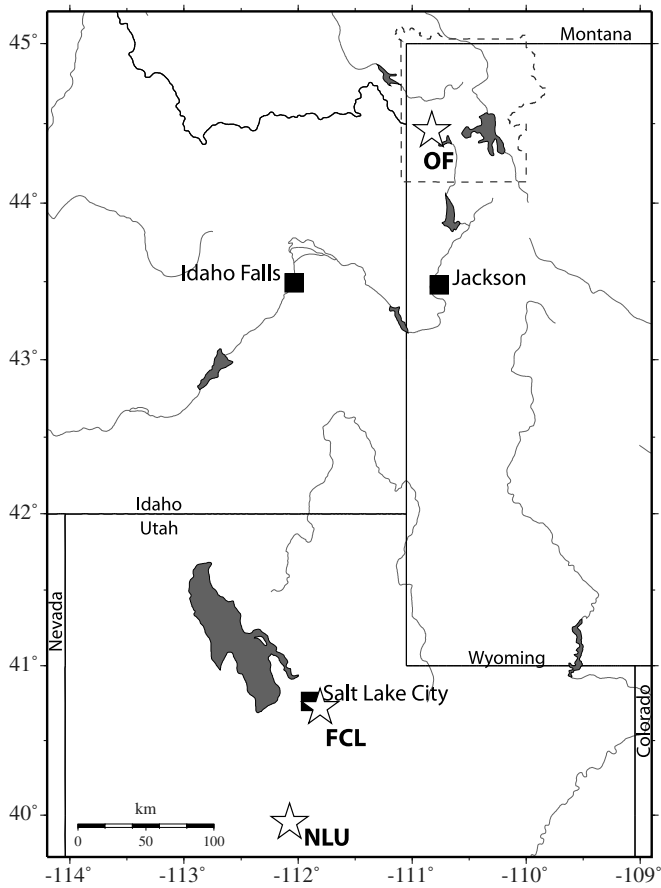 45°
Montana
OF
44°
Idaho Falls
Jackson
43°
42°
Idaho
Utah
Nevada
41°
Wyoming
Salt Lake City
Colorado
FCL
km
40°
0
50
100
NLU
-114°
-113°
-112°
-111°
-110°
-109°